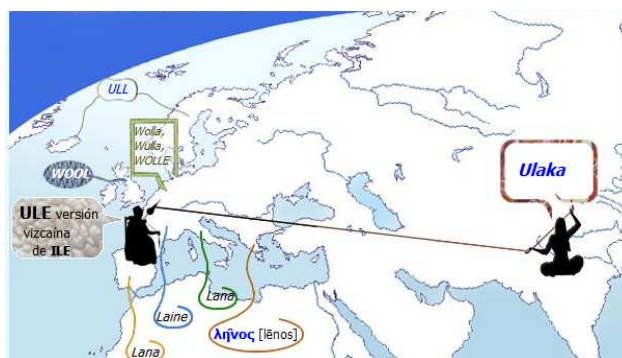 ULL
Wolla,
Wulla,
WOLLE
WOOL
Ulaka
ULE versión
vizcaína
de ILE
Lana
Laine
Lana
λη̂νος [lēnos]